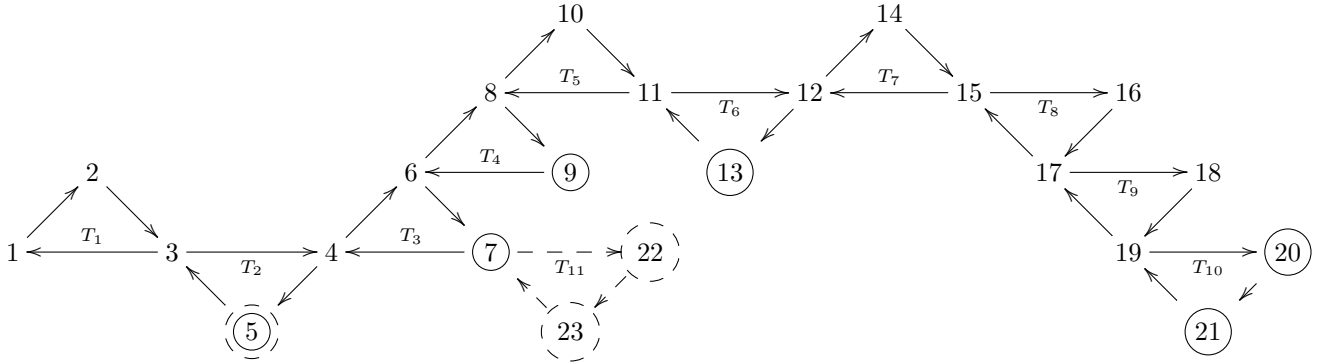 10 14
8 T₅ 11 T₆ 12 T₇ 15 T₈ 16
2 6 T₄ 9 13 17 T₉ 18
1 T₁ 3 T₂ 4 T₃ 7 T₁₁ 22 19 T₁₀ 20
5 23 21